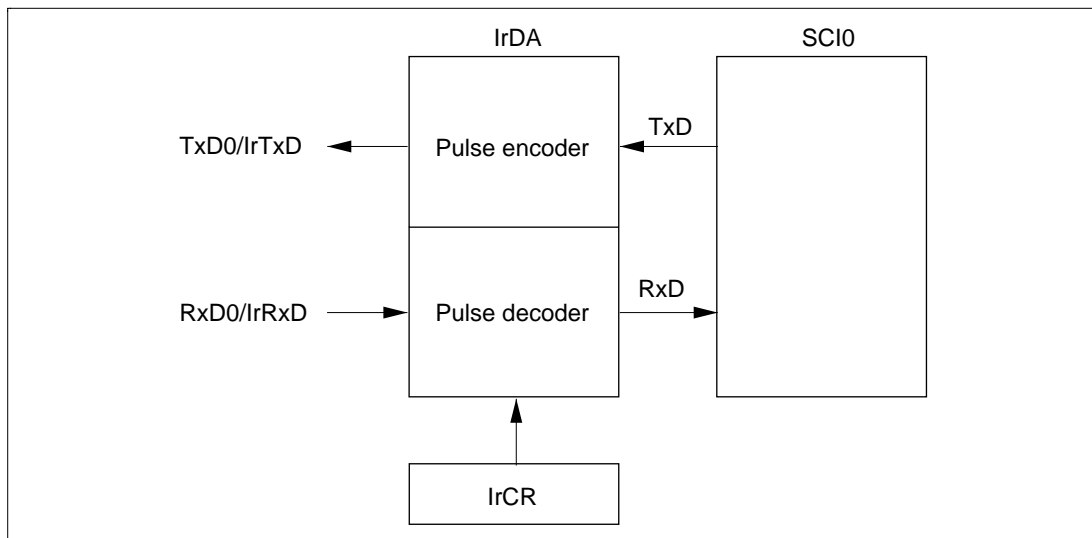 IrDA
SCI0
TxD0/IrTxD
Pulse encoder
TxD
RxD0/IrRxD
Pulse decoder
RxD
IrCR